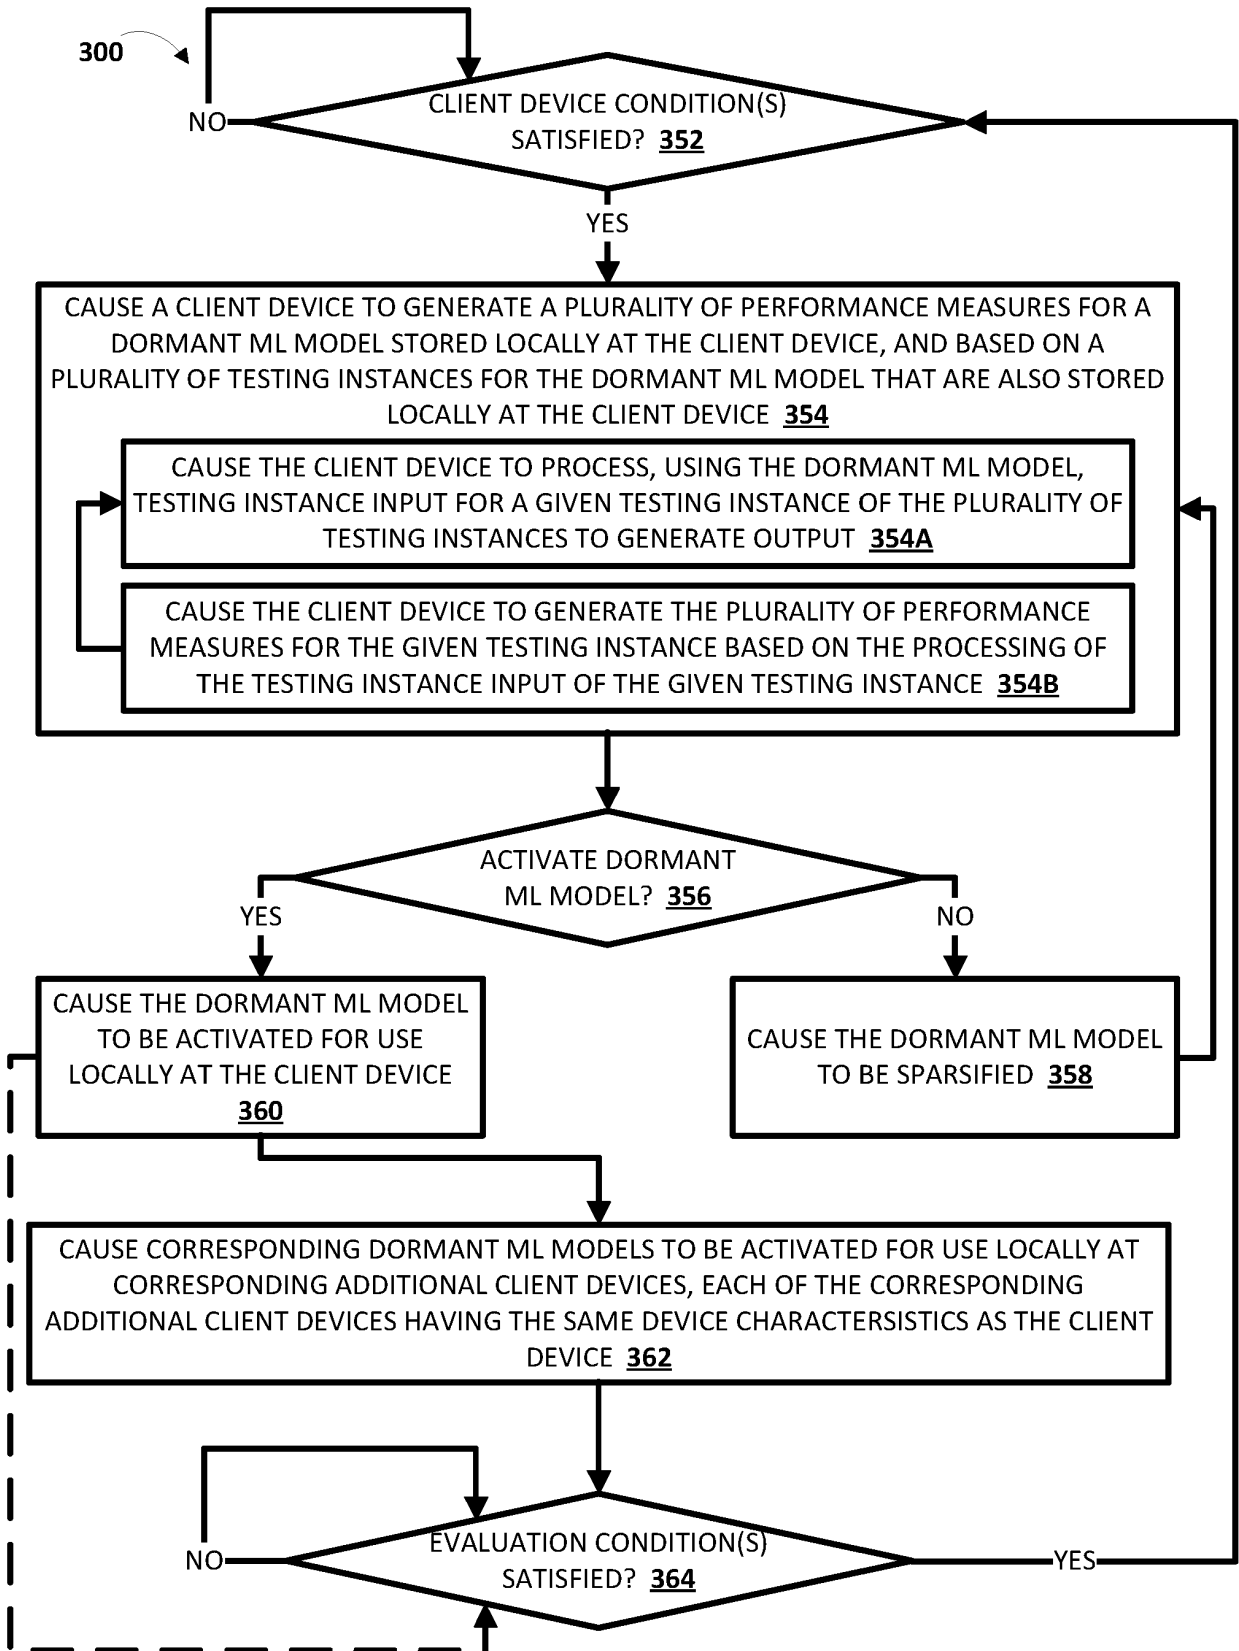 300
CLIENT DEVICE CONDITION(S)
SATISFIED? 352
NO
YES
CAUSE A CLIENT DEVICE TO GENERATE A PLURALITY OF PERFORMANCE MEASURES FOR A
DORMANT ML MODEL STORED LOCALLY AT THE CLIENT DEVICE, AND BASED ON A
PLURALITY OF TESTING INSTANCES FOR THE DORMANT ML MODEL THAT ARE ALSO STORED
LOCALLY AT THE CLIENT DEVICE 354
CAUSE THE CLIENT DEVICE TO PROCESS, USING THE DORMANT ML MODEL,
TESTING INSTANCE INPUT FOR A GIVEN TESTING INSTANCE OF THE PLURALITY OF
TESTING INSTANCES TO GENERATE OUTPUT 354A
CAUSE THE CLIENT DEVICE TO GENERATE THE PLURALITY OF PERFORMANCE
MEASURES FOR THE GIVEN TESTING INSTANCE BASED ON THE PROCESSING OF
THE TESTING INSTANCE INPUT OF THE GIVEN TESTING INSTANCE 354B
ACTIVATE DORMANT
ML MODEL? 356
YES
NO
CAUSE THE DORMANT ML MODEL
TO BE ACTIVATED FOR USE
LOCALLY AT THE CLIENT DEVICE
360
CAUSE THE DORMANT ML MODEL
TO BE SPARSIFIED 358
CAUSE CORRESPONDING DORMANT ML MODELS TO BE ACTIVATED FOR USE LOCALLY AT
CORRESPONDING ADDITIONAL CLIENT DEVICES, EACH OF THE CORRESPONDING
ADDITIONAL CLIENT DEVICES HAVING THE SAME DEVICE CHARACTERSISTICS AS THE CLIENT
DEVICE 362
EVALUATION CONDITION(S)
SATISFIED? 364
NO
YES